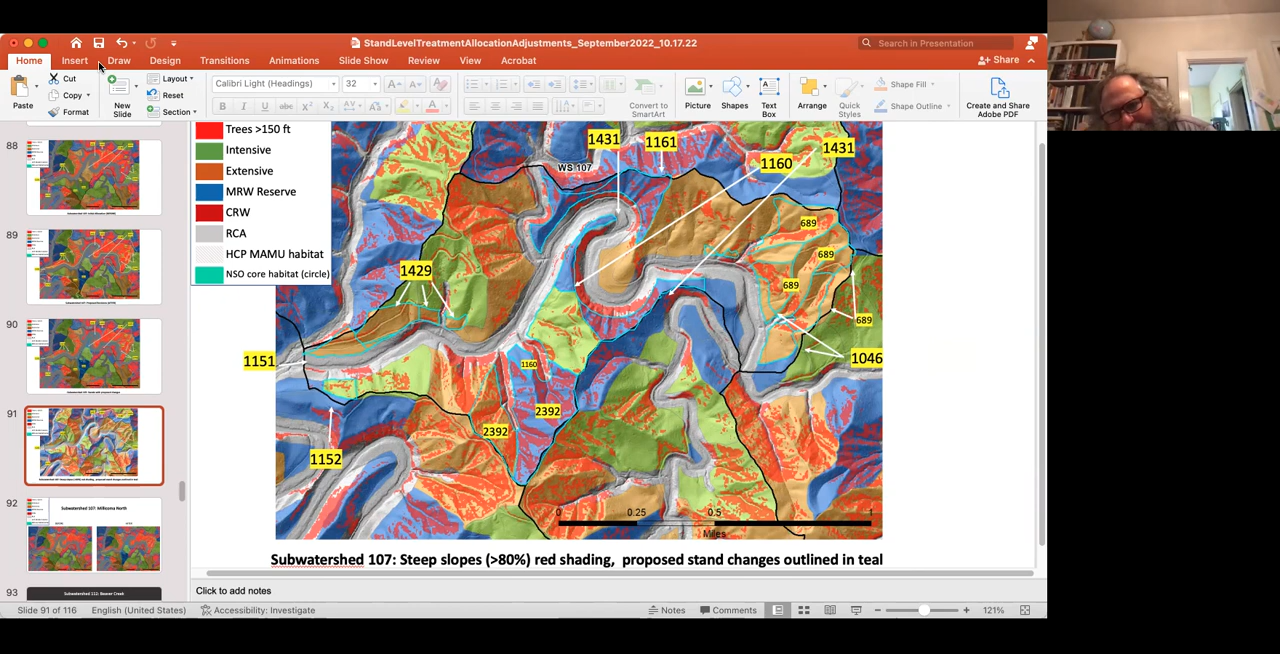 StandLevelTreatmentAllocationAdjustments_September2022_10.17.22
Search in Presentation
Home Insert Draw Design Transitions Animations Slide Show Review View Acrobat
Share
Paste
Cut
Copy
Format
New Slide
Layout
Reset
Section
Calibri Light (Headings) 32
Convert to SmartArt
Picture
Shapes
Text Box
Arrange
Quick Styles
Shape Fill
Shape Outline
Create and Share Adobe PDF
88
89
90
91
92
Subwatershed 107: Millicoma North
93
Subwatershed 112: Beaver Creek
Trees >150 ft
Intensive
Extensive
MRW Reserve
CRW
RCA
HCP MAMU habitat
NSO core habitat (circle)
1431
1161
1431
1160
WS 107
689
689
1429
689
689
1046
1151
1160
2392
2392
1152
0 0.25 0.5 1
Miles
Subwatershed 107: Steep slopes (>80%) red shading, proposed stand changes outlined in teal
Click to add notes
Slide 91 of 116 English (United States) Accessibility: Investigate Notes Comments 121%